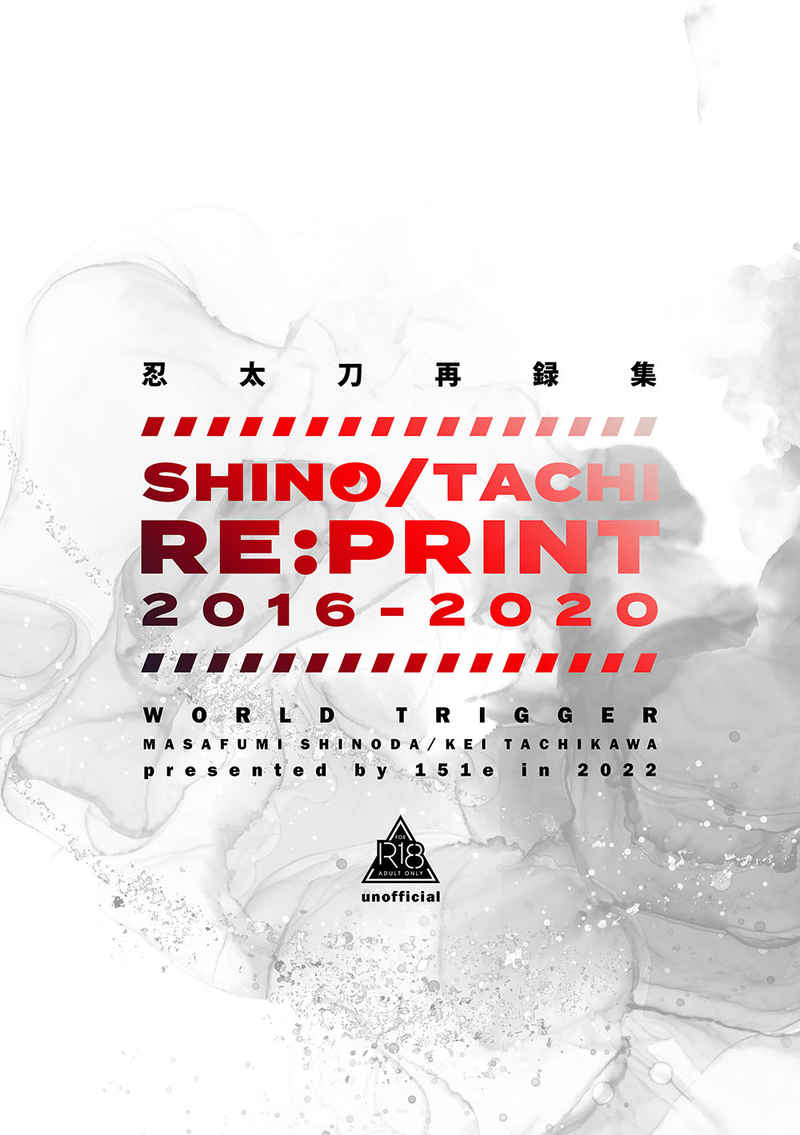 忍太刀再録集
SHINO/TACHI
RE:PRINT
2016-2020
WORLD TRIGGER
MASAFUMI SHINODA/KEI TACHIKAWA
presented by 151e in 2022
FOR
R18
ADULT ONLY
unofficial